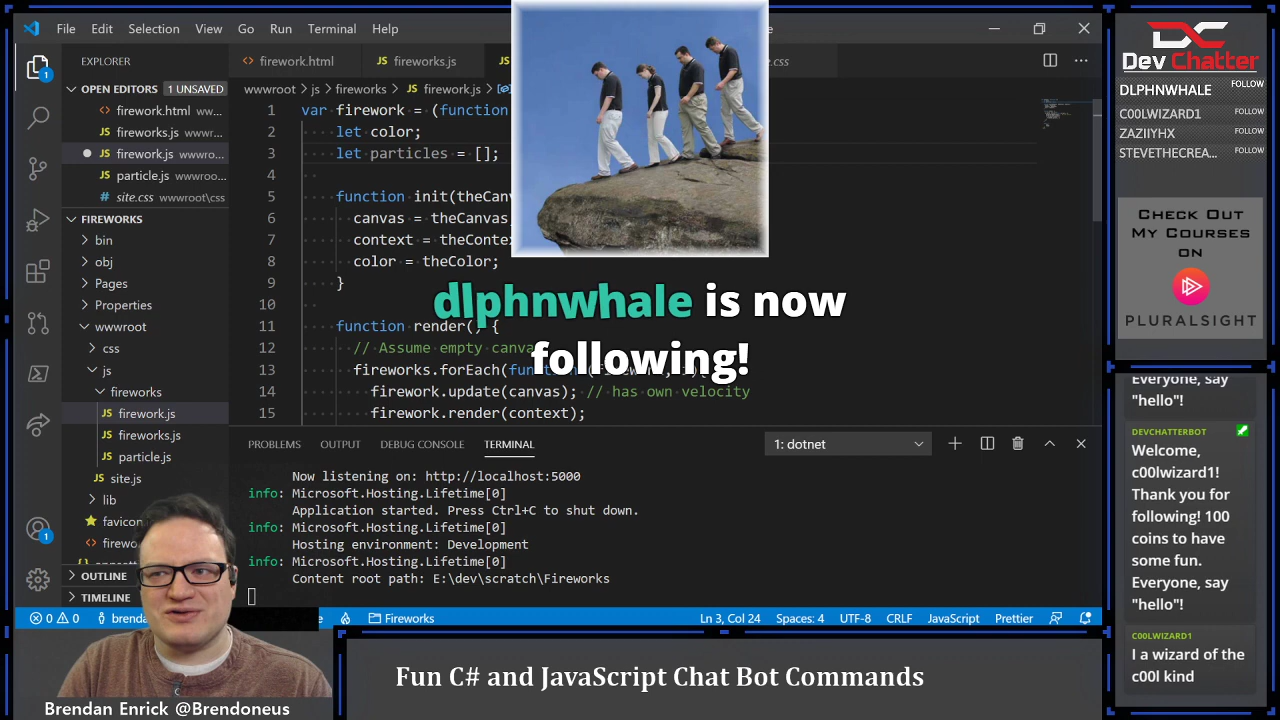 File Edit Selection View Go Run Terminal Help
EXPLORER
OPEN EDITORS 1 UNSAVED
firework.html ww...
fireworks.js wwwr...
firework.js wwwro...
particle.js wwwroo...
site.css wwwroot\css
FIREWORKS
bin
obj
Pages
Properties
wwwroot
css
js
fireworks
firework.js
fireworks.js
particle.js
site.js
lib
OUTLINE
TIMELINE
firework.html
fireworks.js
wwwroot > js > fireworks > firework.js >
1 var firework = (function
2 let color;
3 let particles = [];
4
5 function init(theCanv
6 canvas = theCanvas
7 context = theConte
8 color = theColor;
9 }
10
11 function render() {
12 // Assume empty canva
13 fireworks.forEach(
14 firework.update(canvas); // has own velocity
15 firework.render(context);
dlphnwhale is now
following!
PROBLEMS OUTPUT DEBUG CONSOLE TERMINAL 1: dotnet
Now listening on: http://localhost:5000
info: Microsoft.Hosting.Lifetime[0]
Application started. Press Ctrl+C to shut down.
info: Microsoft.Hosting.Lifetime[0]
Hosting environment: Development
info: Microsoft.Hosting.Lifetime[0]
Content root path: E:\dev\scratch\Fireworks
0 0 Fireworks Ln 3, Col 24 Spaces: 4 UTF-8 CRLF JavaScript Prettier
Fun C# and JavaScript Chat Bot Commands
Brendan Enrick @Brendoneus
DC
Dev Chatter
DLPHNWHALE FOLLOW
C00LWIZARD1 FOLLOW
ZAZIIYHX FOLLOW
STEVETHECREA... FOLLOW
CHECK OUT
MY COURSES
ON
PLURALSIGHT
Everyone, say
"hello"!
DEVCHATTERBOT
Welcome,
c00lwizard1!
Thank you for
following! 100
coins to have
some fun.
Everyone, say
"hello"!
C00LWIZARD1
I a wizard of the
c00l kind